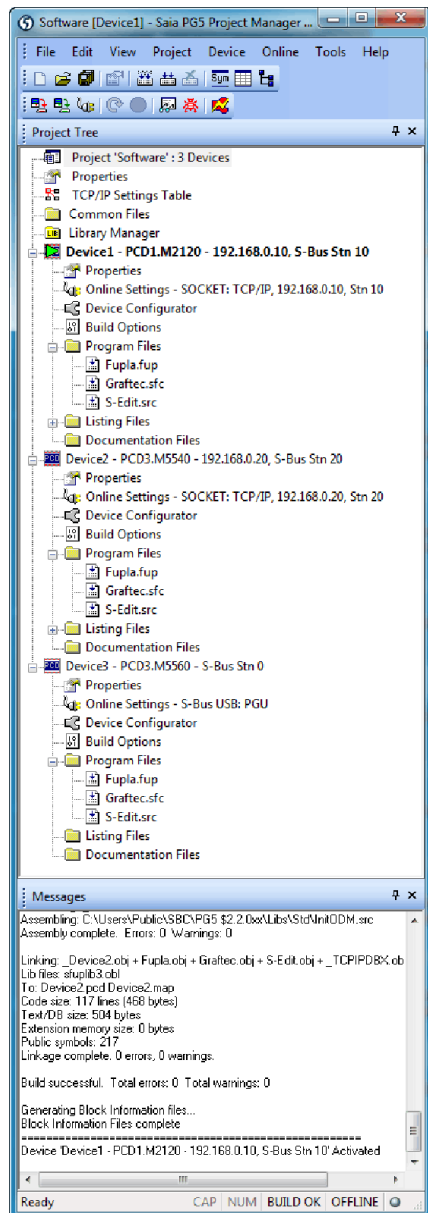 Software [Device1] - Saia PG5 Project Manager ...
File Edit View Project Device Online Tools Help
Sym
Project Tree
Project 'Software' : 3 Devices
Properties
TCP/IP Settings Table
Common Files
LIB Library Manager
Device1 - PCD1.M2120 - 192.168.0.10, S-Bus Stn 10
Properties
Online Settings - SOCKET: TCP/IP, 192.168.0.10, Stn 10
Device Configurator
Build Options
Program Files
Fupla.fup
Graftec.sfc
S-Edit.src
Listing Files
Documentation Files
PCD Device2 - PCD3.M5540 - 192.168.0.20, S-Bus Stn 20
Properties
Online Settings - SOCKET: TCP/IP, 192.168.0.20, Stn 20
Device Configurator
Build Options
Program Files
Fupla.fup
Graftec.sfc
S-Edit.src
Listing Files
Documentation Files
PCD Device3 - PCD3.M5560 - S-Bus Stn 0
Properties
Online Settings - S-Bus USB: PGU
Device Configurator
Build Options
Program Files
Fupla.fup
Graftec.sfc
S-Edit.src
Listing Files
Documentation Files
Messages
Assembling: C:\Users\Public\SBC\PG5 $2.2.0xx\Libs\Std\InitODM.src
Assembly complete. Errors: 0 Warnings: 0
Linking: _Device2.obj + Fupla.obj + Graftec.obj + S-Edit.obj + _TCPIPDBX.ob
Lib files: sfuplib3.obl
To: Device2.pcd Device2.map
Code size: 117 lines (468 bytes)
Text/DB size: 504 bytes
Extension memory size: 0 bytes
Public symbols: 217
Linkage complete. 0 errors, 0 warnings.
Build successful. Total errors: 0 Total warnings: 0
Generating Block Information files...
Block Information Files complete
==================================================
Device 'Device1 - PCD1.M2120 - 192.168.0.10, S-Bus Stn 10' Activated
Ready CAP NUM BUILD OK OFFLINE